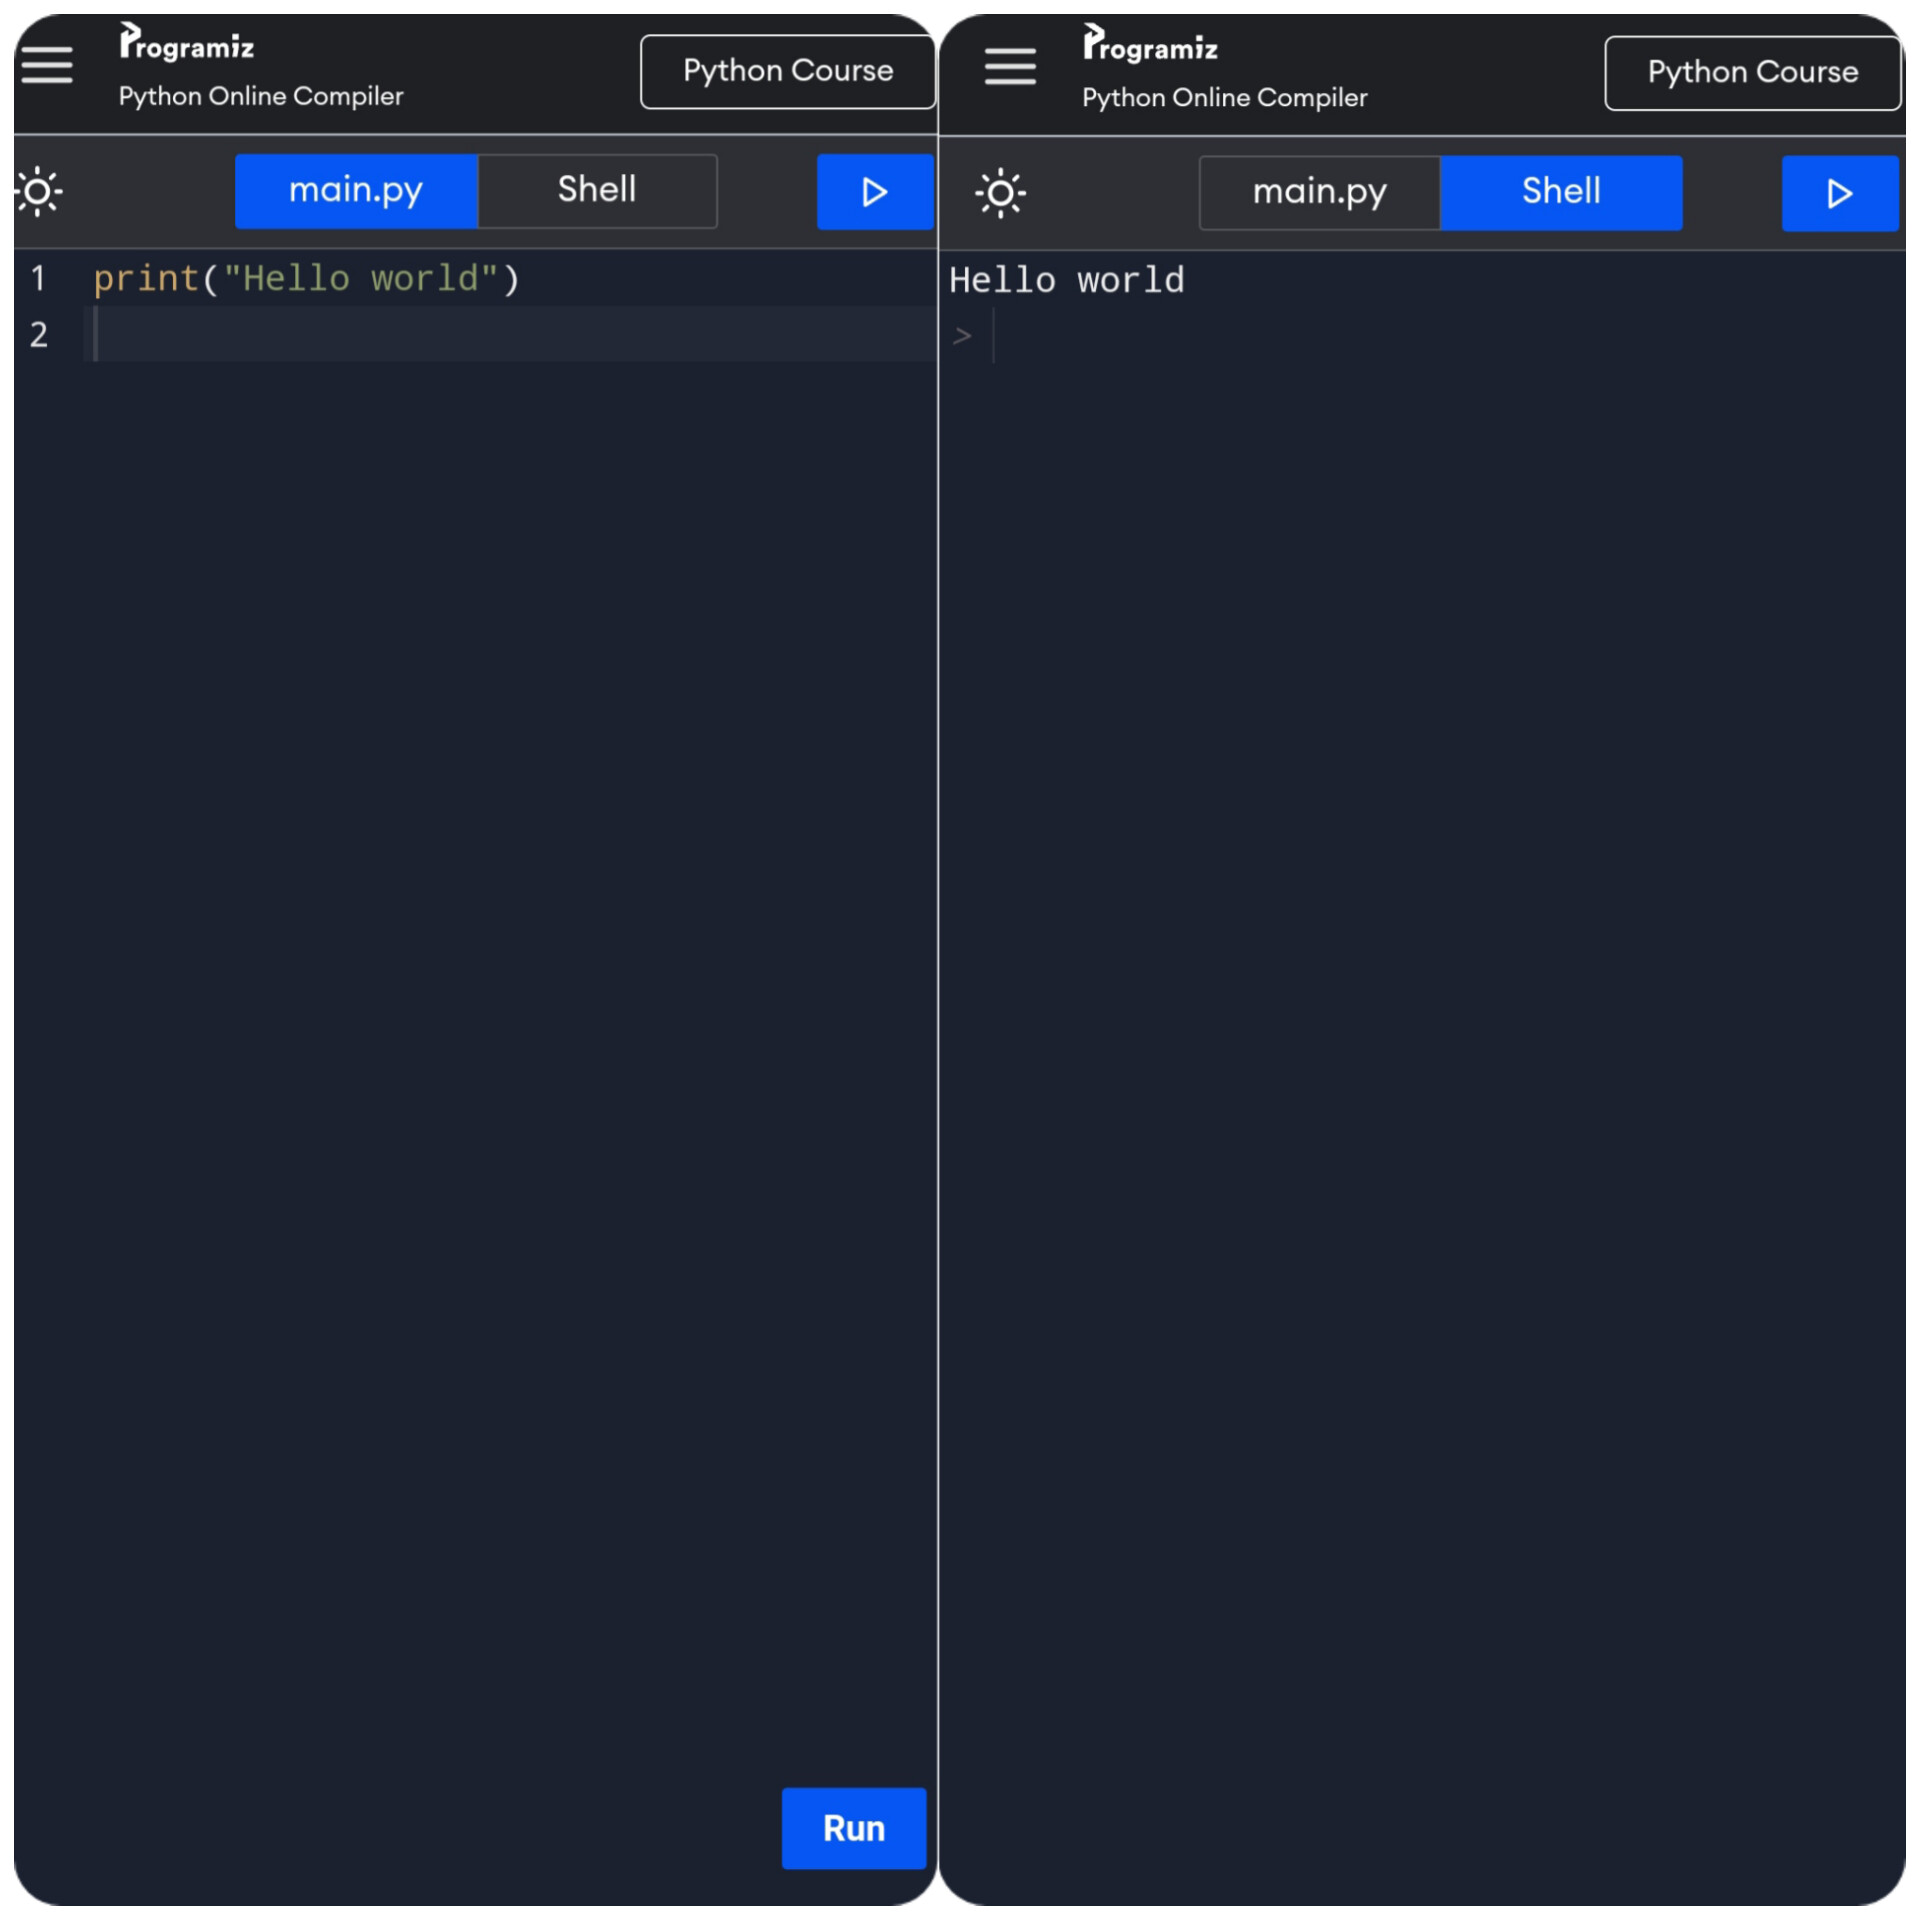 Programiz
Python Online Compiler
Python Course
main.py
Shell
1 print("Hello world")
2
Run
Programiz
Python Online Compiler
Python Course
main.py
Shell
Hello world
>